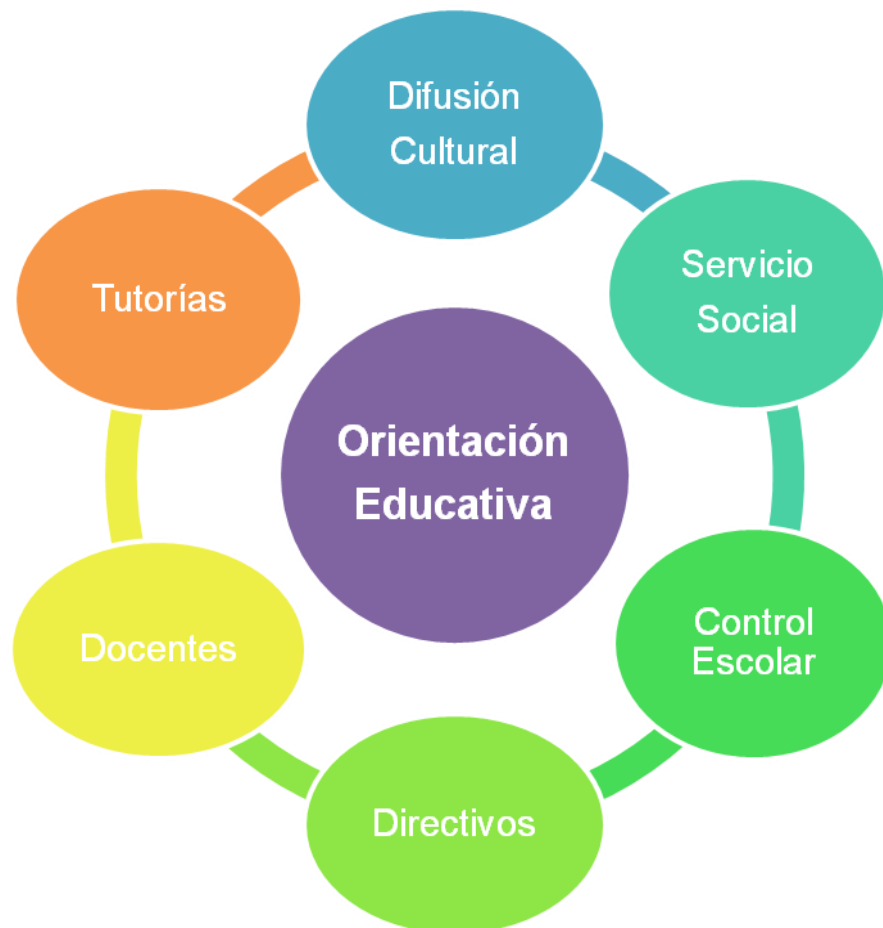 Difusión
Cultural
Servicio
Social
Tutorías
Orientación
Educativa
Control
Escolar
Docentes
Directivos